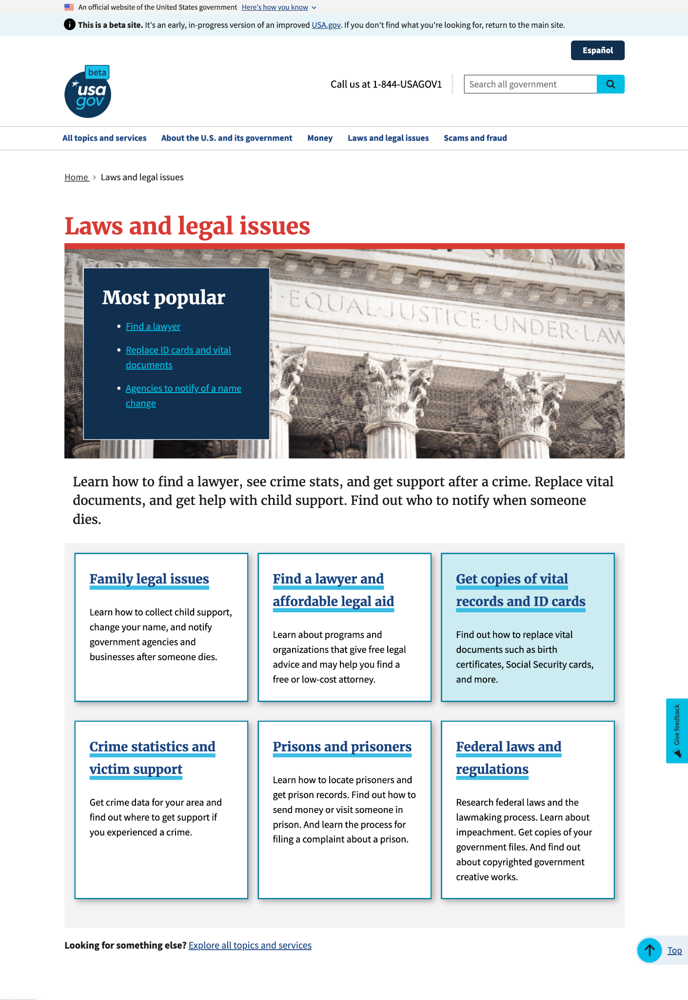 An official website of the United States government Here's how you know
This is a beta site. It's an early, in-progress version of an improved USA.gov. If you don't find what you're looking for, return to the main site.
Español
beta
usa
gov
Call us at 1-844-USAGOV1
Search all government
All topics and services About the U.S. and its government Money Laws and legal issues Scams and fraud
Home > Laws and legal issues
Laws and legal issues
Most popular
• Find a lawyer
• Replace ID cards and vital
documents
• Agencies to notify of a name
change
EQUAL·JUSTICE·UNDER·LAW
Learn how to find a lawyer, see crime stats, and get support after a crime. Replace vital
documents, and get help with child support. Find out who to notify when someone
dies.
Family legal issues
Learn how to collect child support,
change your name, and notify
government agencies and
businesses after someone dies.
Find a lawyer and
affordable legal aid
Learn about programs and
organizations that give free legal
advice and may help you find a
free or low-cost attorney.
Get copies of vital
records and ID cards
Find out how to replace vital
documents such as birth
certificates, Social Security cards,
and more.
Crime statistics and
victim support
Get crime data for your area and
find out where to get support if
you experienced a crime.
Prisons and prisoners
Learn how to locate prisoners and
get prison records. Find out how to
send money or visit someone in
prison. And learn the process for
filing a complaint about a prison.
Federal laws and
regulations
Research federal laws and the
lawmaking process. Learn about
impeachment. Get copies of your
government files. And find out
about copyrighted government
creative works.
Give feedback
Looking for something else? Explore all topics and services
Top